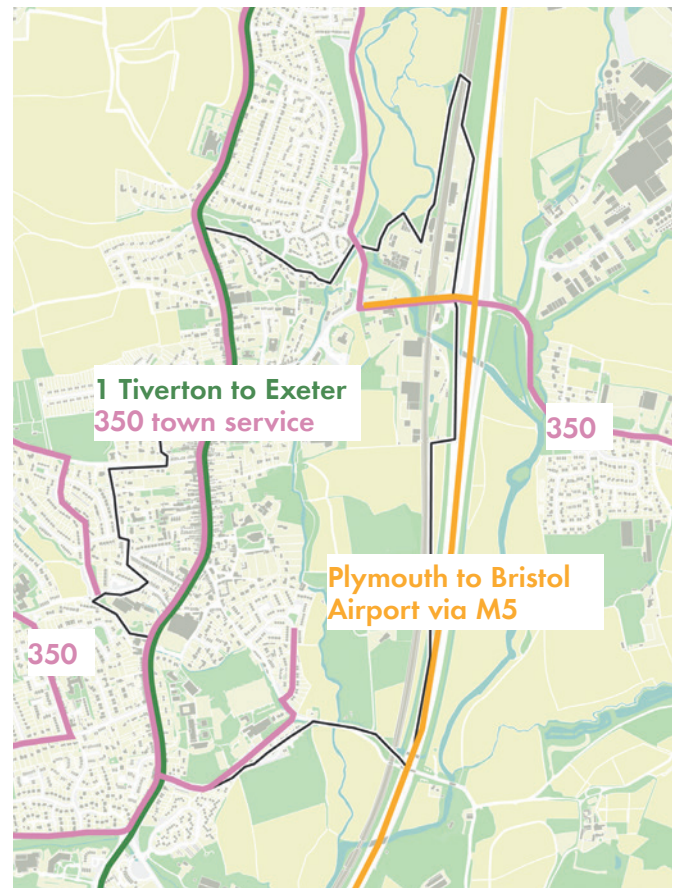 1 Tiverton to Exeter
350 town service
350
Plymouth to Bristol
Airport via M5
350